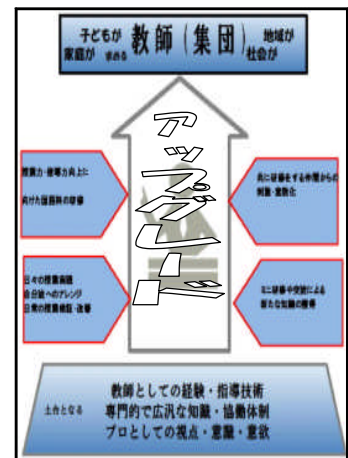 子どもが 家庭が 求める 教師(集団) 地域が 社会が
アップグレード
授業力・指導力向上に
向けた国語科の研修
共に研修をする仲間からの
刺激・意識化
日々の授業実践
自分流へのアレンジ
日常の授業検証・改善
ミニ研修や交流による
新たな知識の獲得
土台となる
教師としての経験・指導技術
専門的で広汎な知識・協働体制
プロとしての視点・意識・意欲